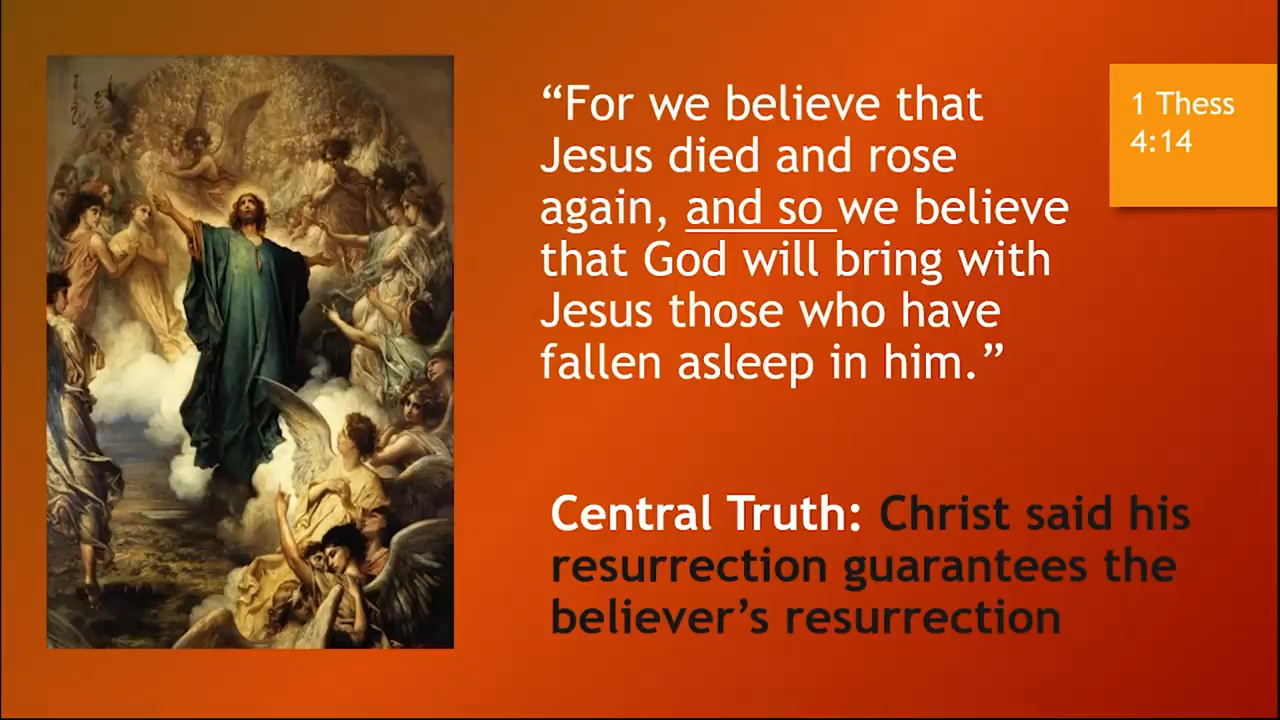 “For we believe that
Jesus died and rose
again, and so we believe
that God will bring with
Jesus those who have
fallen asleep in him.”
1 Thess
4:14
Central Truth: Christ said his
resurrection guarantees the
believer’s resurrection